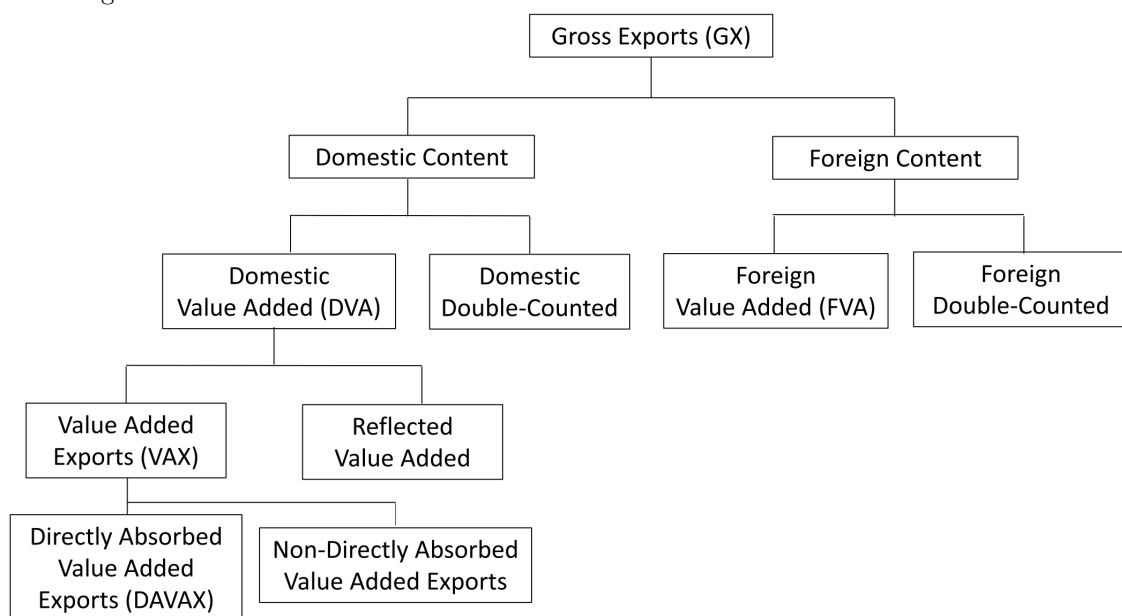 Gross Exports (GX)
Domestic Content
Foreign Content
Domestic
Value Added (DVA)
Domestic
Double-Counted
Foreign
Value Added (FVA)
Foreign
Double-Counted
Value Added
Exports (VAX)
Reflected
Value Added
Directly Absorbed
Value Added
Exports (DAVAX)
Non-Directly Absorbed
Value Added Exports